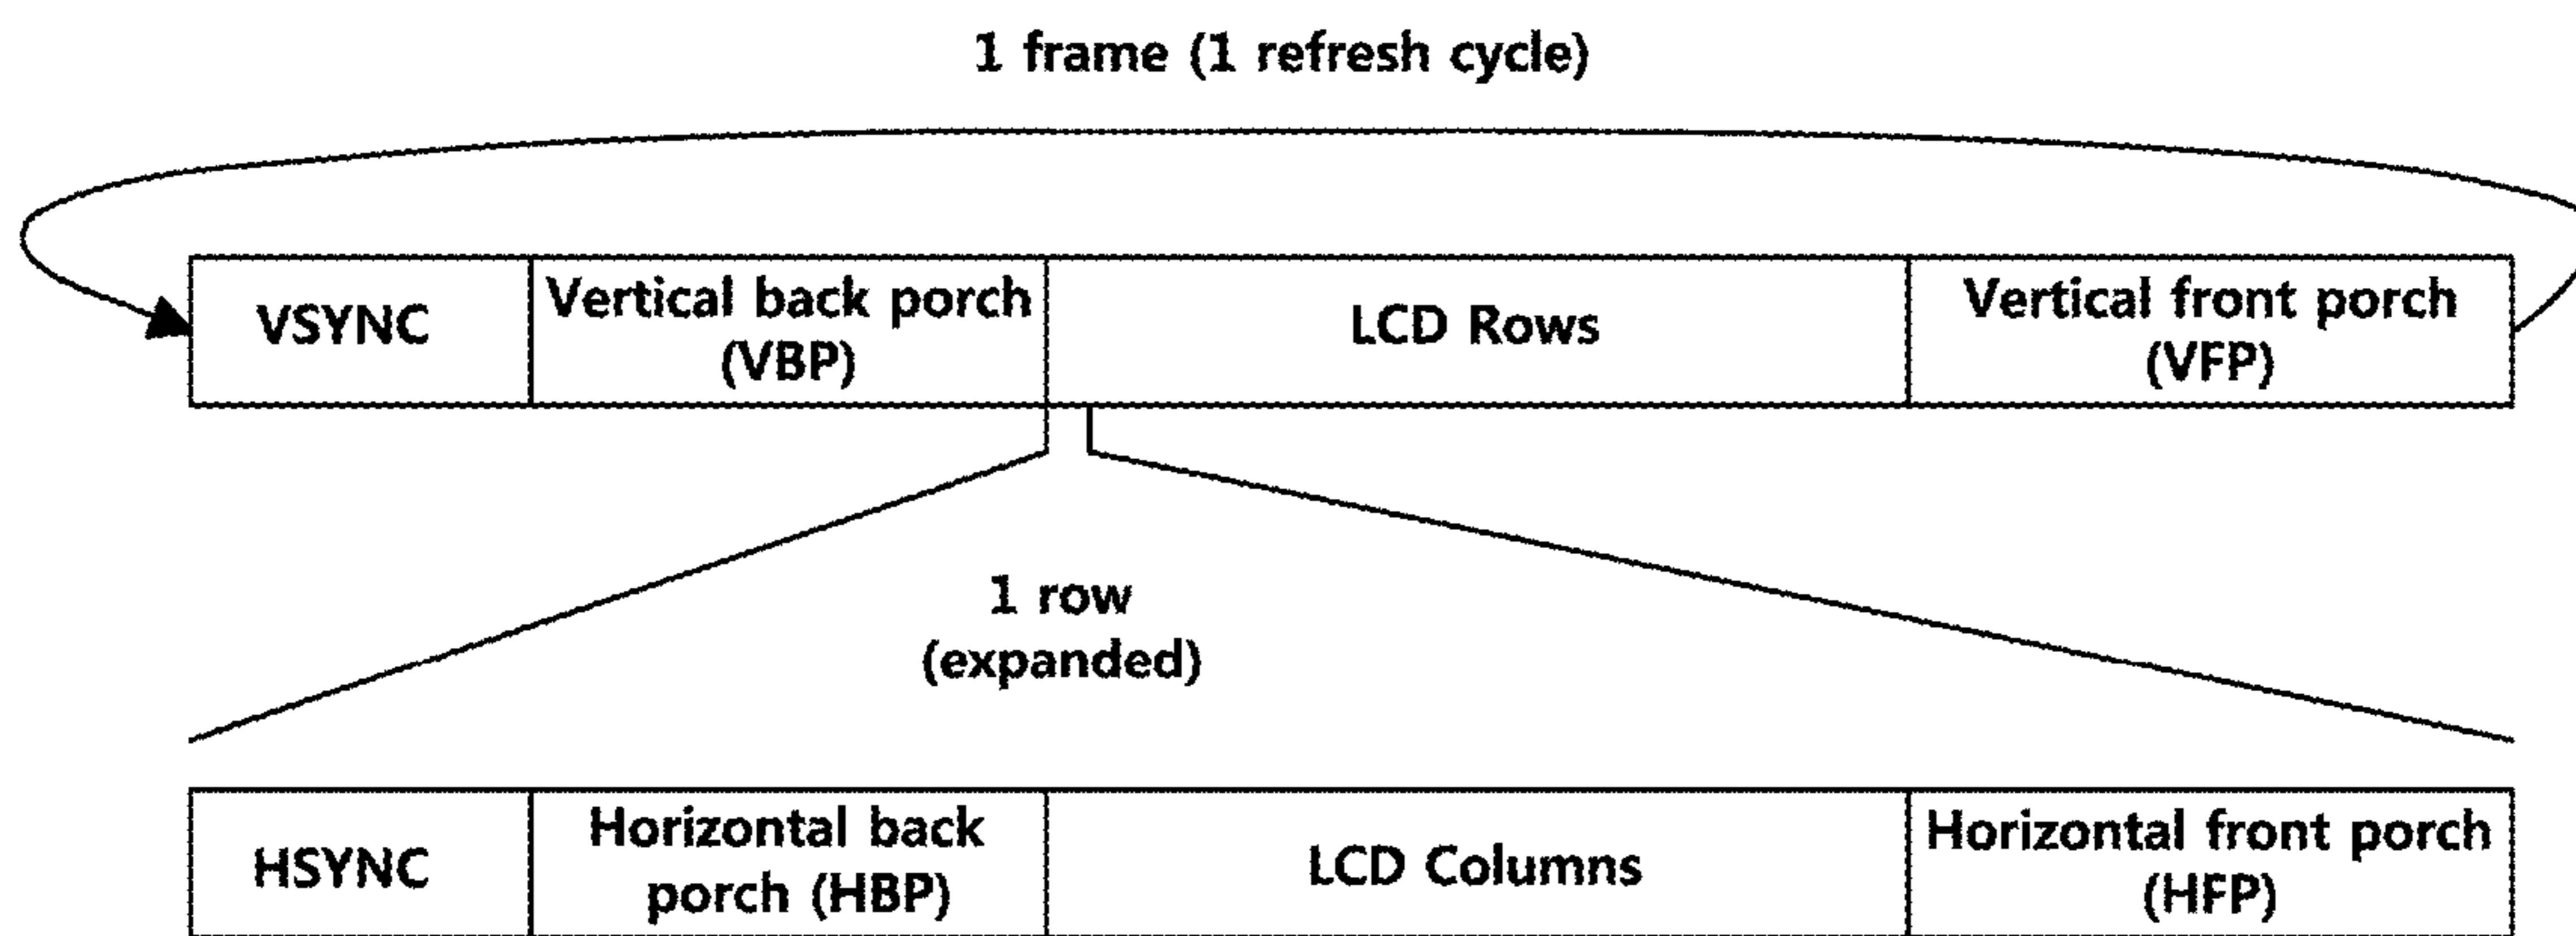 1 frame (1 refresh cycle)
VSYNC
Vertical back porch
(VBP)
LCD Rows
Vertical front porch
(VFP)
1 row
(expanded)
HSYNC
Horizontal back
porch (HBP)
LCD Columns
Horizontal front porch
(HFP)